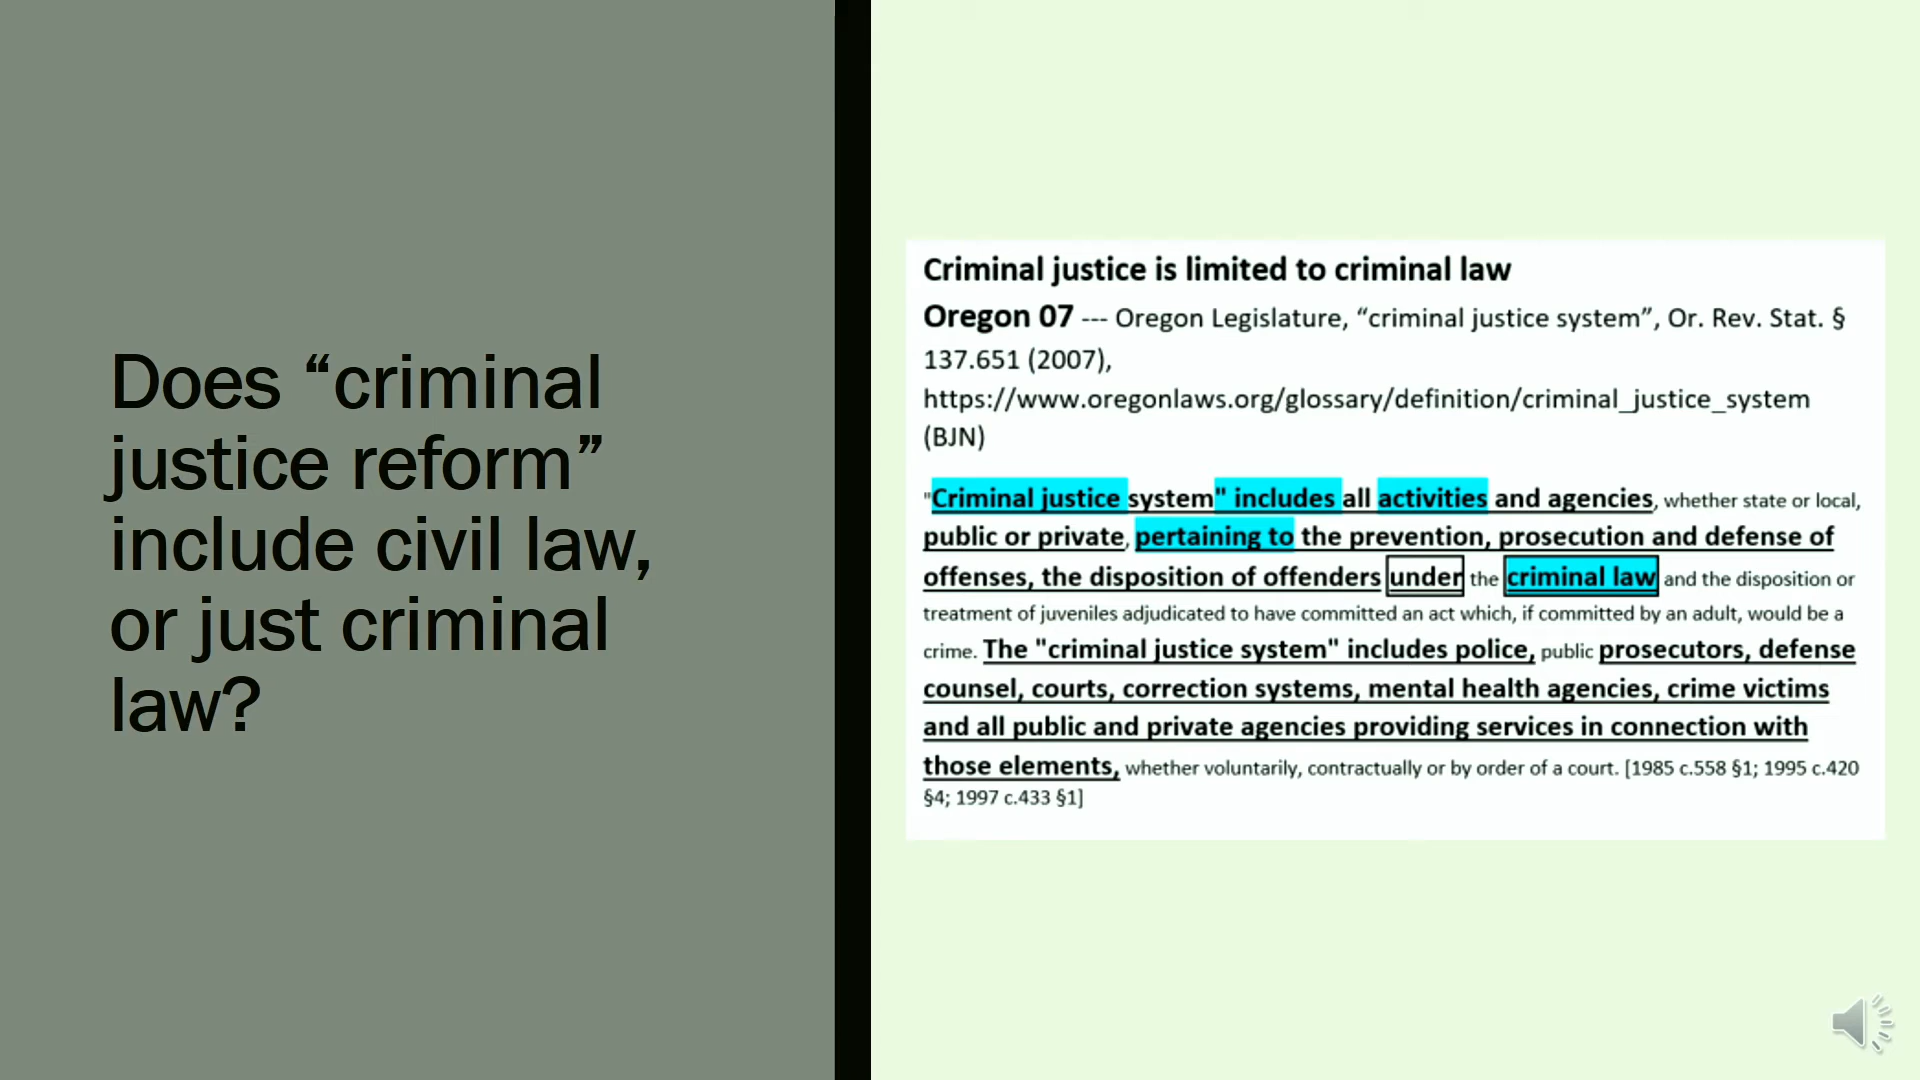 Does “criminal
justice reform”
include civil law,
or just criminal
law?
Criminal justice is limited to criminal law
Oregon 07 --- Oregon Legislature, “criminal justice system”, Or. Rev. Stat. §
137.651 (2007),
https://www.oregonlaws.org/glossary/definition/criminal_justice_system
(BJN)
"Criminal justice system" includes all activities and agencies, whether state or local,
public or private, pertaining to the prevention, prosecution and defense of
offenses, the disposition of offenders under the criminal law and the disposition or
treatment of juveniles adjudicated to have committed an act which, if committed by an adult, would be a
crime. The "criminal justice system" includes police, public prosecutors, defense
counsel, courts, correction systems, mental health agencies, crime victims
and all public and private agencies providing services in connection with
those elements, whether voluntarily, contractually or by order of a court. [1985 c.558 §1; 1995 c.420
§4; 1997 c.433 §1]